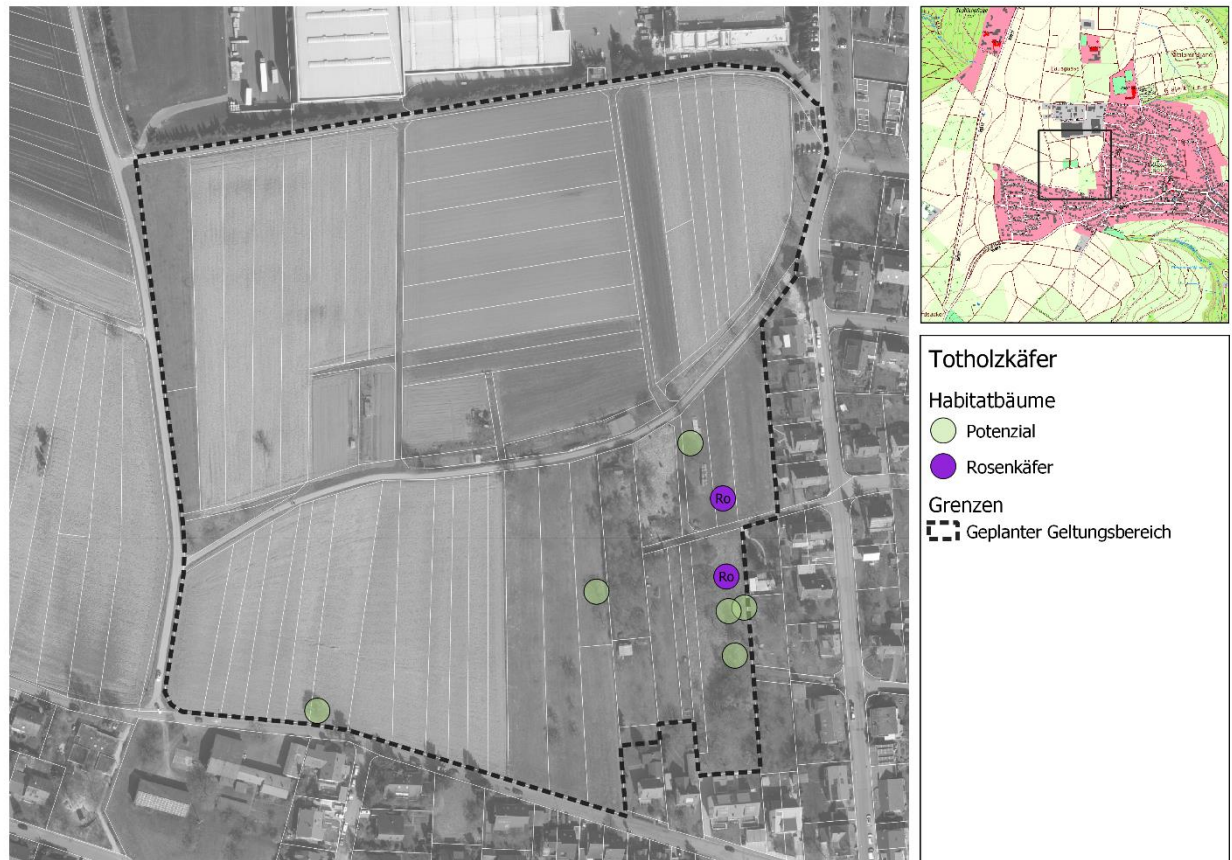 Ro
Ro
Totholzkäfer
Habitatbäume
Potenzial
Rosenkäfer
Grenzen
Geplanter Geltungsbereich